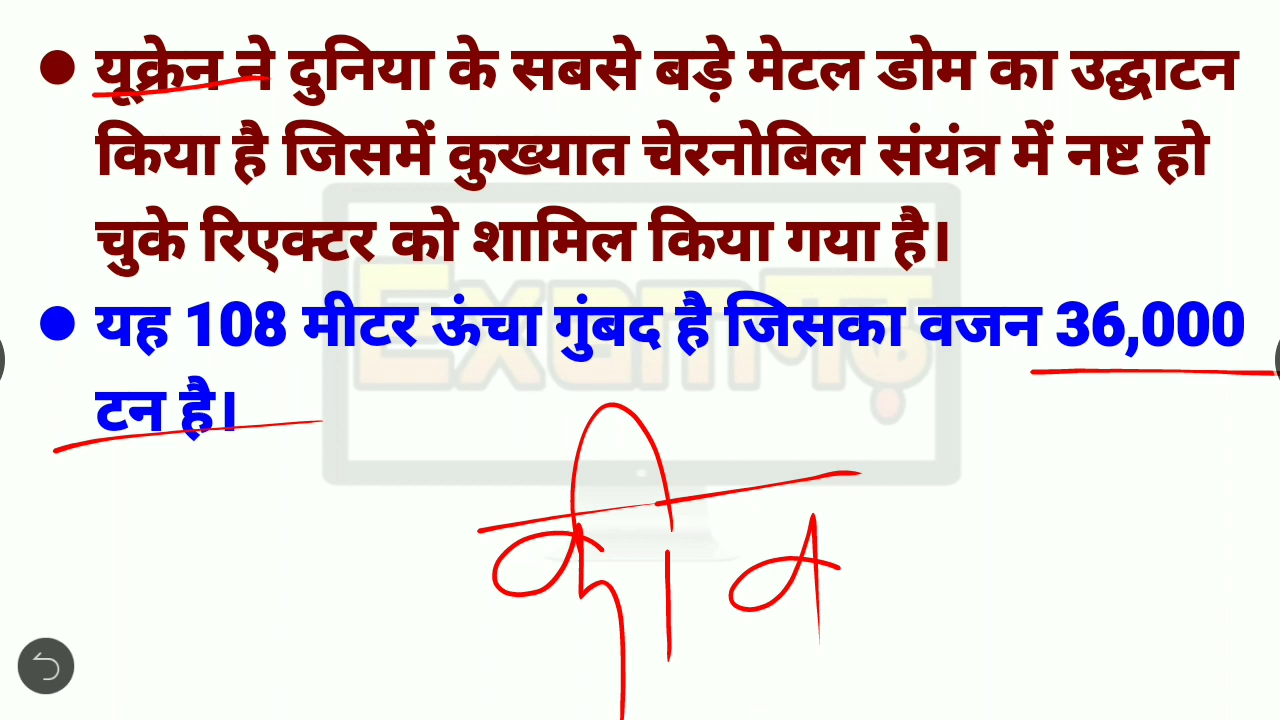 यूक्रेन ने दुनिया के सबसे बड़े मेटल डोम का उद्घाटन
किया है जिसमें कुख्यात चेरनोबिल संयंत्र में नष्ट हो
चुके रिएक्टर को शामिल किया गया है।
यह 108 मीटर ऊंचा गुंबद है जिसका वजन 36,000
टन है।
Examगुरु
कीव